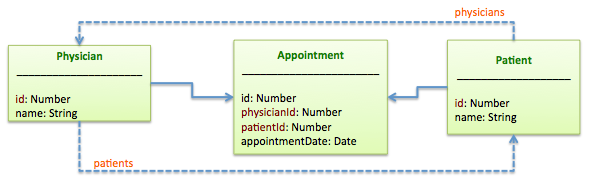 physicians
Physician
id: Number
name: String
Appointment
id: Number
physicianId: Number
patientId: Number
appointmentDate: Date
Patient
id: Number
name: String
patients